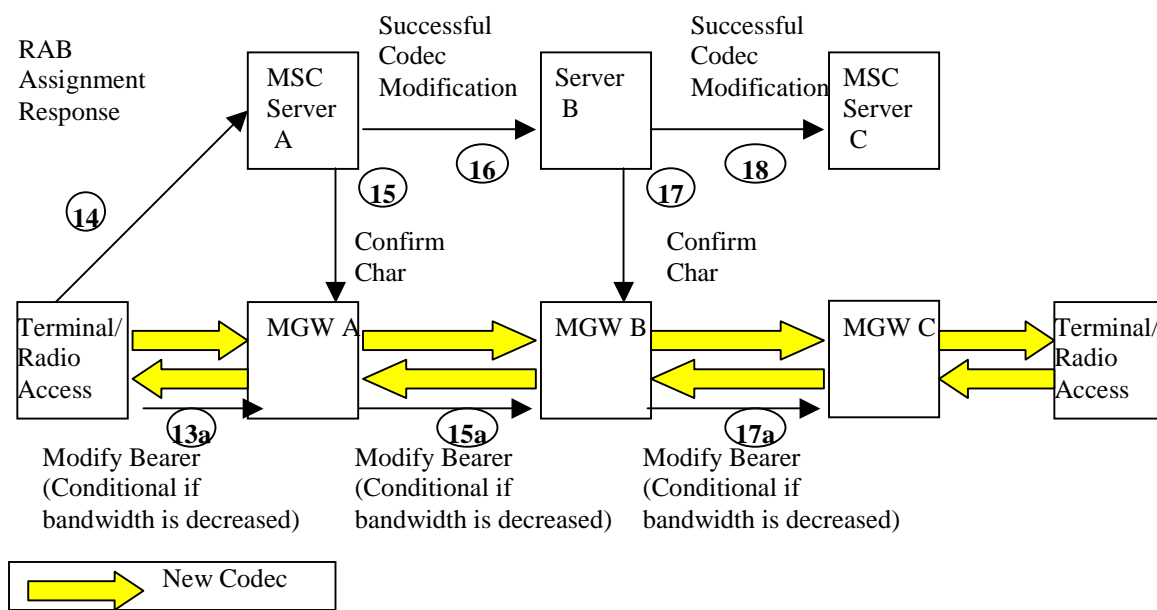 RAB
Assignment
Response
14
MSC
Server
A
Successful
Codec
Modification
16
15
Confirm
Char
Server
B
Successful
Codec
Modification
18
17
Confirm
Char
MSC
Server
C
Terminal/
Radio
Access
MGW A
MGW B
MGW C
Terminal/
Radio
Access
13a
Modify Bearer
(Conditional if
bandwidth is decreased)
15a
Modify Bearer
(Conditional if
bandwidth is decreased)
17a
Modify Bearer
(Conditional if
bandwidth is decreased)
New Codec